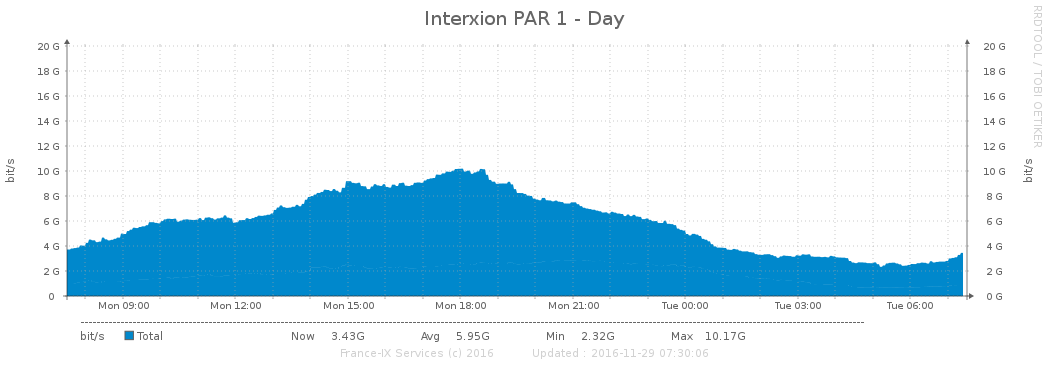 Interxion PAR 1 - Day
RRDTOOL / TOBI OETIKER
20 G 20 G
18 G 18 G
16 G 16 G
14 G 14 G
12 G 12 G
10 G 10 G
8 G 8 G
6 G 6 G
4 G 4 G
2 G 2 G
0 0 G
bit/s bit/s
Mon 09:00 Mon 12:00 Mon 15:00 Mon 18:00 Mon 21:00 Tue 00:00 Tue 03:00 Tue 06:00
bit/s Total Now 3.43G Avg 5.95G Min 2.32G Max 10.17G
France-IX Services (c) 2016 Updated : 2016-11-29 07:30:06